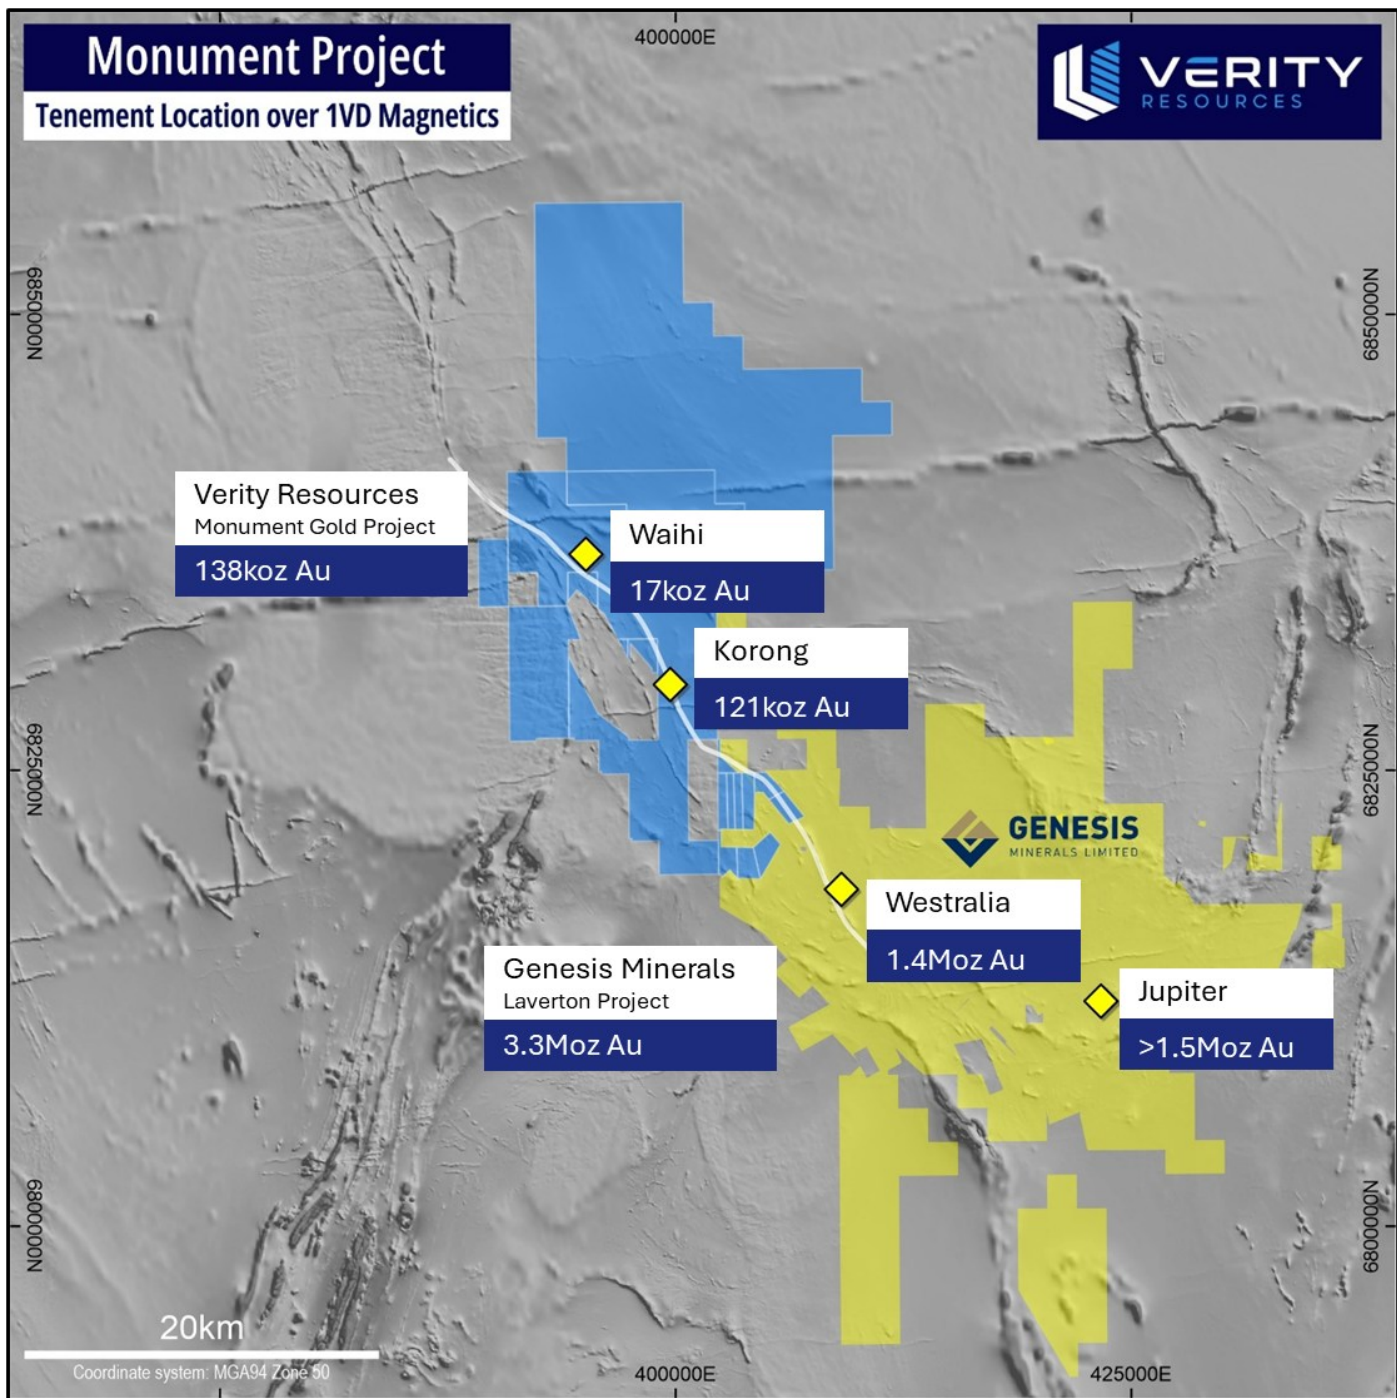 Monument Project
Tenement Location over 1VD Magnetics
VERITY
RESOURCES
400000E
6850000N
6850000N
Verity Resources
Monument Gold Project
138koz Au
Waihi
17koz Au
Korong
121koz Au
6825000N
6825000N
GENESIS
MINERALS LIMITED
Westralia
1.4Moz Au
Genesis Minerals
Laverton Project
3.3Moz Au
Jupiter
>1.5Moz Au
6800000N
6800000N
20km
Coordinate system: MGA94 Zone 50
400000E
425000E